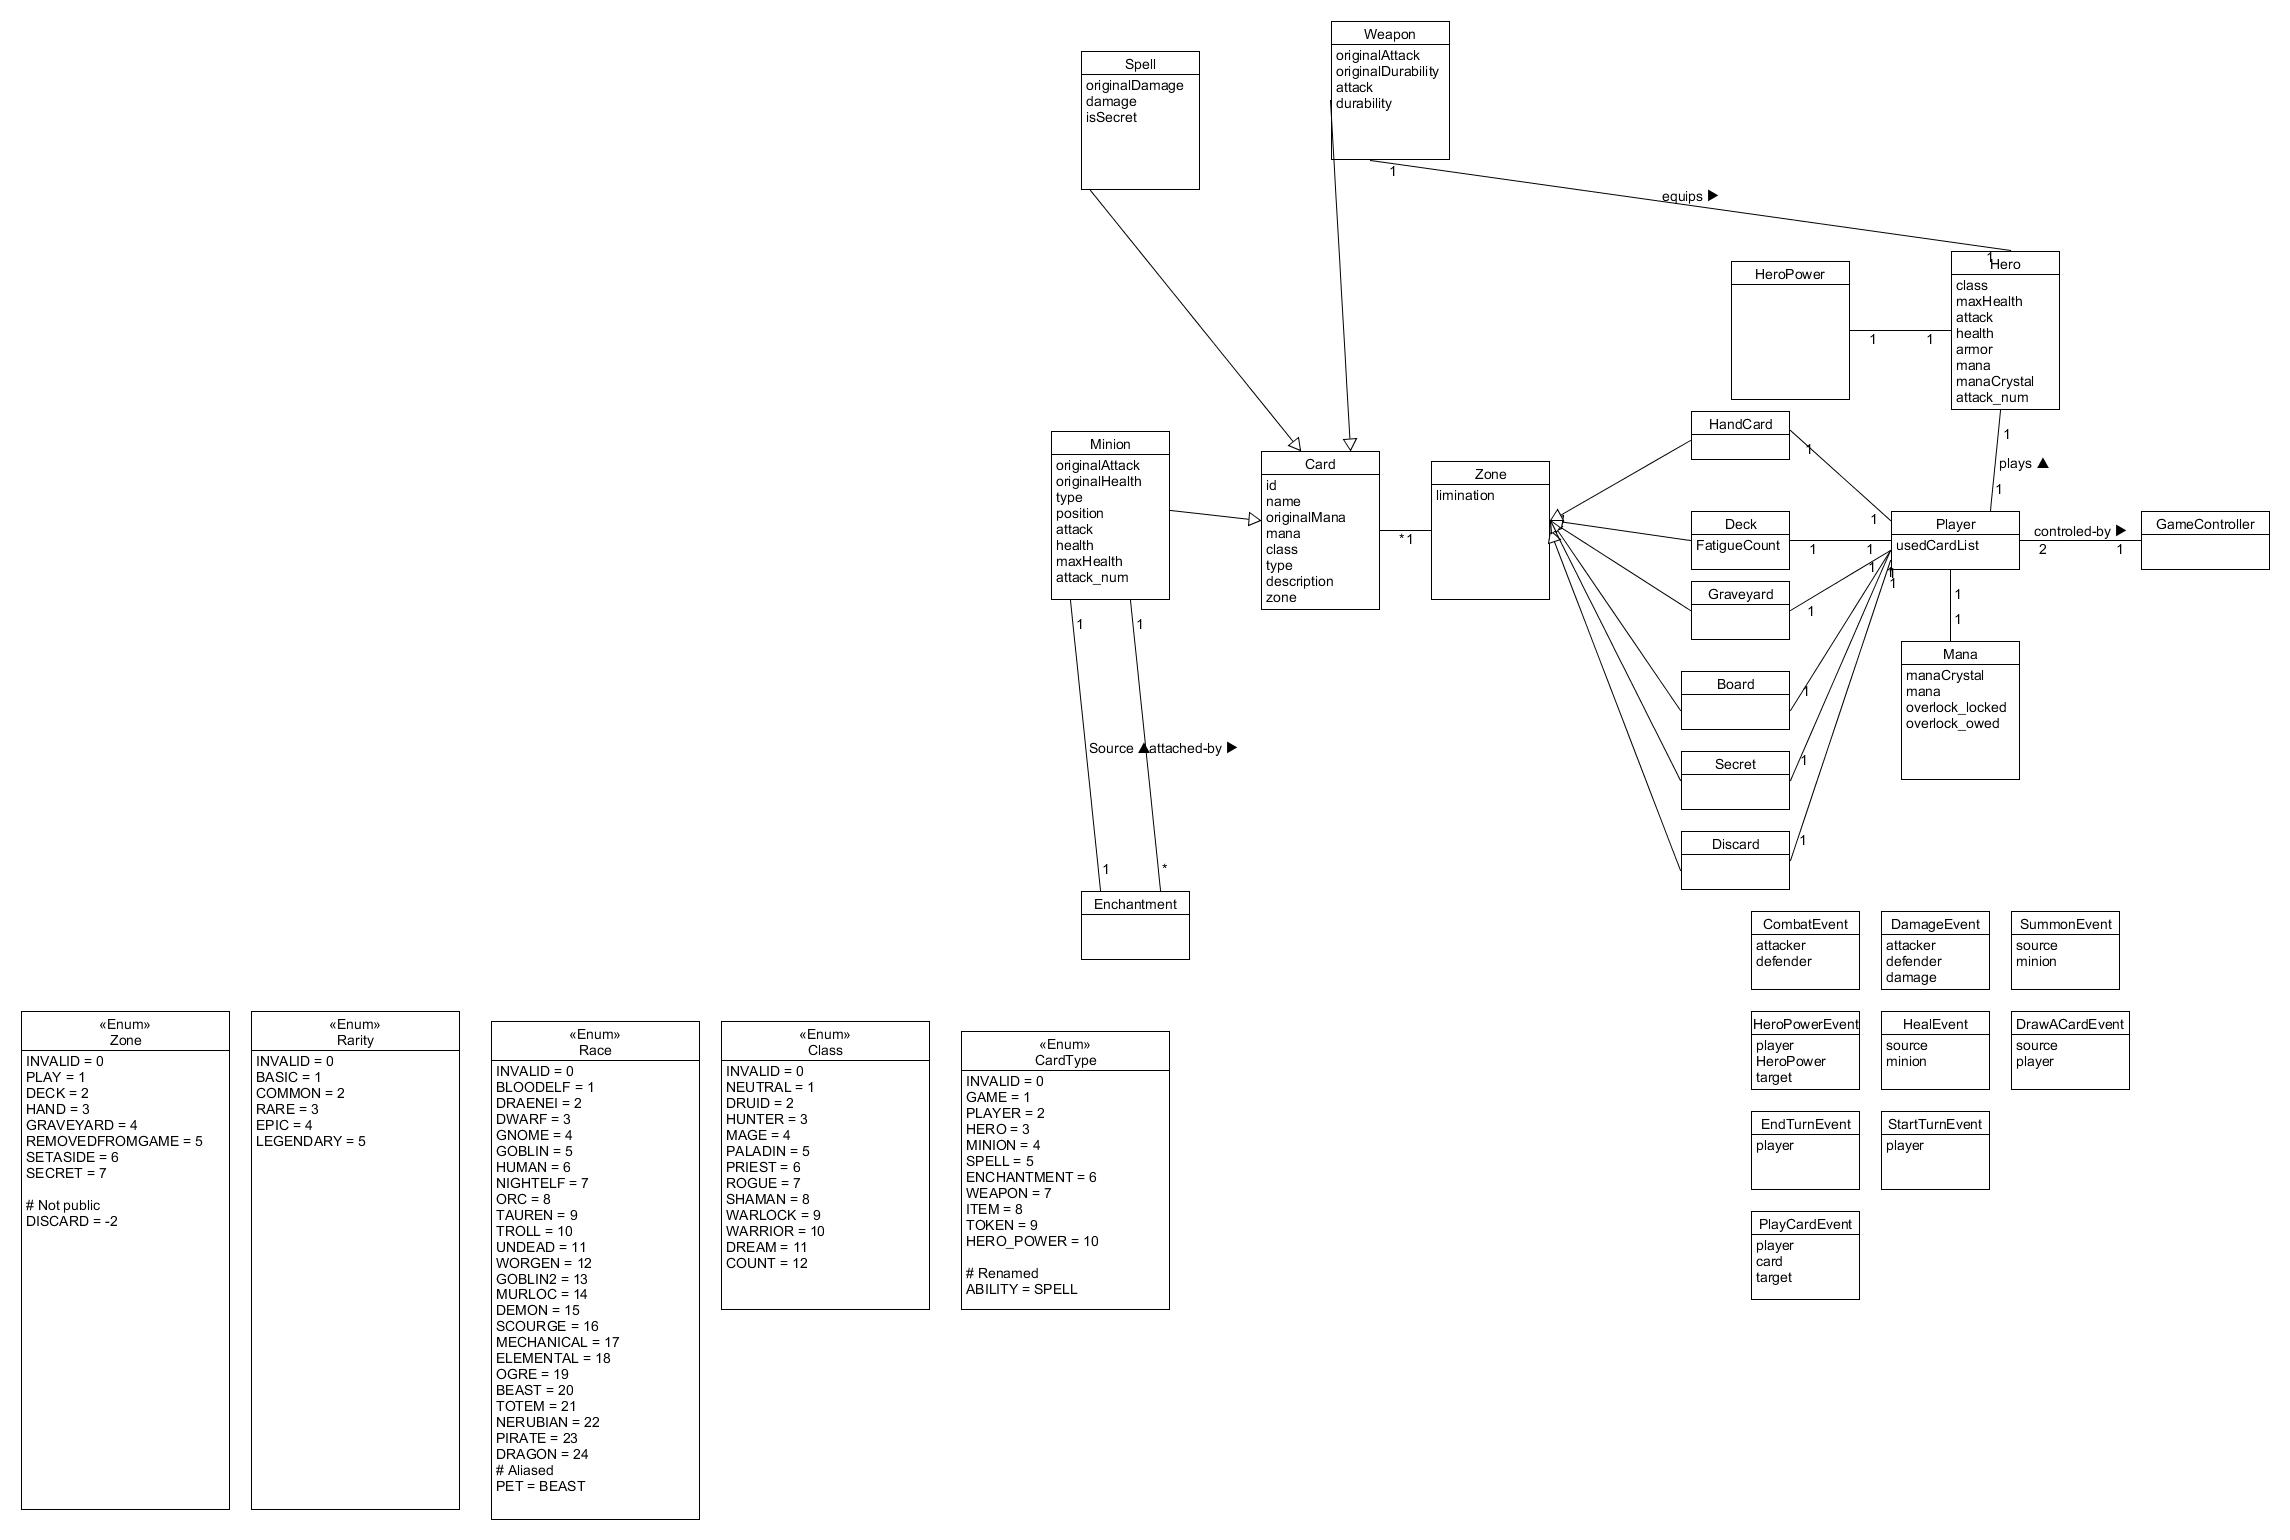 Weapon
originalAttack
originalDurability
attack
durability
1
equips ▶
1
Spell
originalDamage
damage
isSecret
Hero
class
maxHealth
attack
health
armor
mana
manaCrystal
attack_num
HeroPower
1
1
1
plays ▲
1
Minion
originalAttack
originalHealth
type
position
attack
health
maxHealth
attack_num
Card
id
name
originalMana
mana
class
type
description
zone
*
1
Zone
limination
HandCard
1
1
Deck
FatigueCount
1
1
Graveyard
1
1
Board
1
1
Secret
1
1
Discard
1
1
Player
usedCardList
controled-by ▶
2
1
GameController
1
1
Mana
manaCrystal
mana
overlock_locked
overlock_owed
1
1
Source ▲
attached-by ▶
1
*
Enchantment
CombatEvent
attacker
defender
DamageEvent
attacker
defender
damage
SummonEvent
source
minion
HeroPowerEvent
player
HeroPower
target
HealEvent
source
minion
DrawACardEvent
source
player
EndTurnEvent
player
StartTurnEvent
player
PlayCardEvent
player
card
target
«Enum»
Zone
INVALID = 0
PLAY = 1
DECK = 2
HAND = 3
GRAVEYARD = 4
REMOVEDFROMGAME = 5
SETASIDE = 6
SECRET = 7
# Not public
DISCARD = -2
«Enum»
Rarity
INVALID = 0
BASIC = 1
COMMON = 2
RARE = 3
EPIC = 4
LEGENDARY = 5
«Enum»
Race
INVALID = 0
BLOODELF = 1
DRAENEI = 2
DWARF = 3
GNOME = 4
GOBLIN = 5
HUMAN = 6
NIGHTELF = 7
ORC = 8
TAUREN = 9
TROLL = 10
UNDEAD = 11
WORGEN = 12
GOBLIN2 = 13
MURLOC = 14
DEMON = 15
SCOURGE = 16
MECHANICAL = 17
ELEMENTAL = 18
OGRE = 19
BEAST = 20
TOTEM = 21
NERUBIAN = 22
PIRATE = 23
DRAGON = 24
# Aliased
PET = BEAST
«Enum»
Class
INVALID = 0
NEUTRAL = 1
DRUID = 2
HUNTER = 3
MAGE = 4
PALADIN = 5
PRIEST = 6
ROGUE = 7
SHAMAN = 8
WARLOCK = 9
WARRIOR = 10
DREAM = 11
COUNT = 12
«Enum»
CardType
INVALID = 0
GAME = 1
PLAYER = 2
HERO = 3
MINION = 4
SPELL = 5
ENCHANTMENT = 6
WEAPON = 7
ITEM = 8
TOKEN = 9
HERO_POWER = 10
# Renamed
ABILITY = SPELL